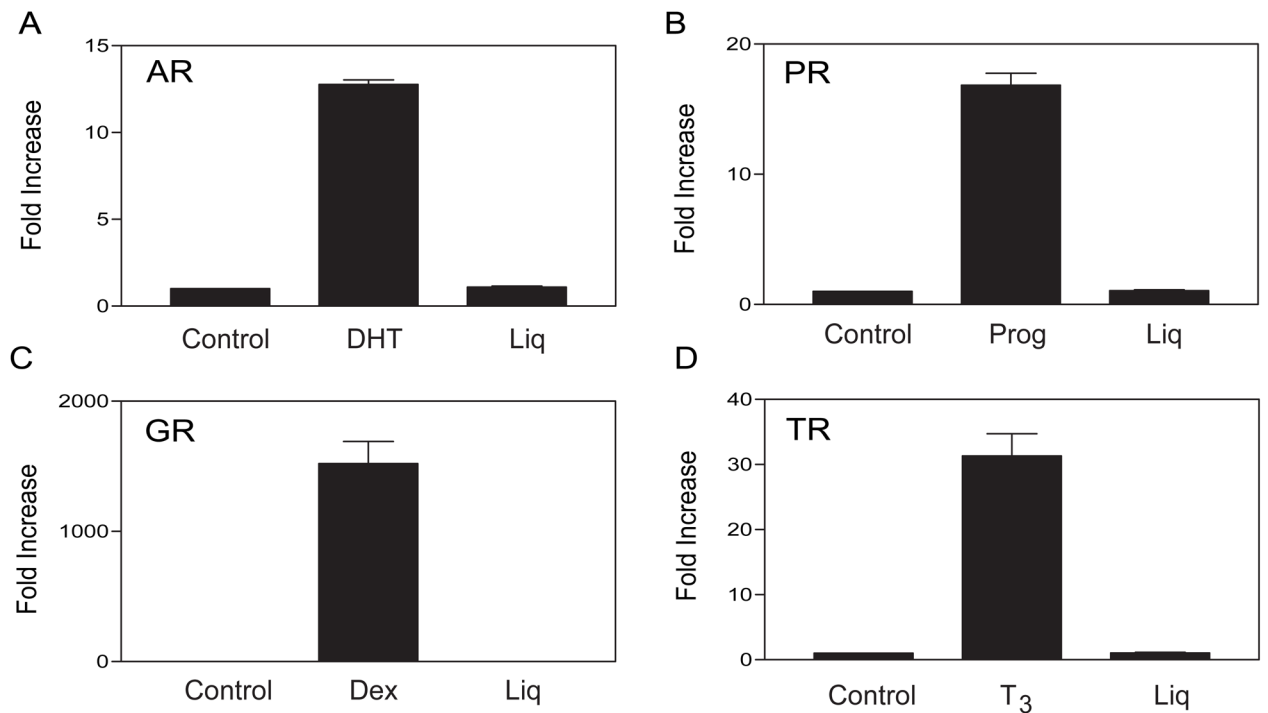 A
AR
Fold Increase
15
10
5
0
Control DHT Liq
B
PR
Fold Increase
20
10
0
Control Prog Liq
C
GR
Fold Increase
2000
1000
0
Control Dex Liq
D
TR
Fold Increase
40
30
20
10
0
Control T3 Liq